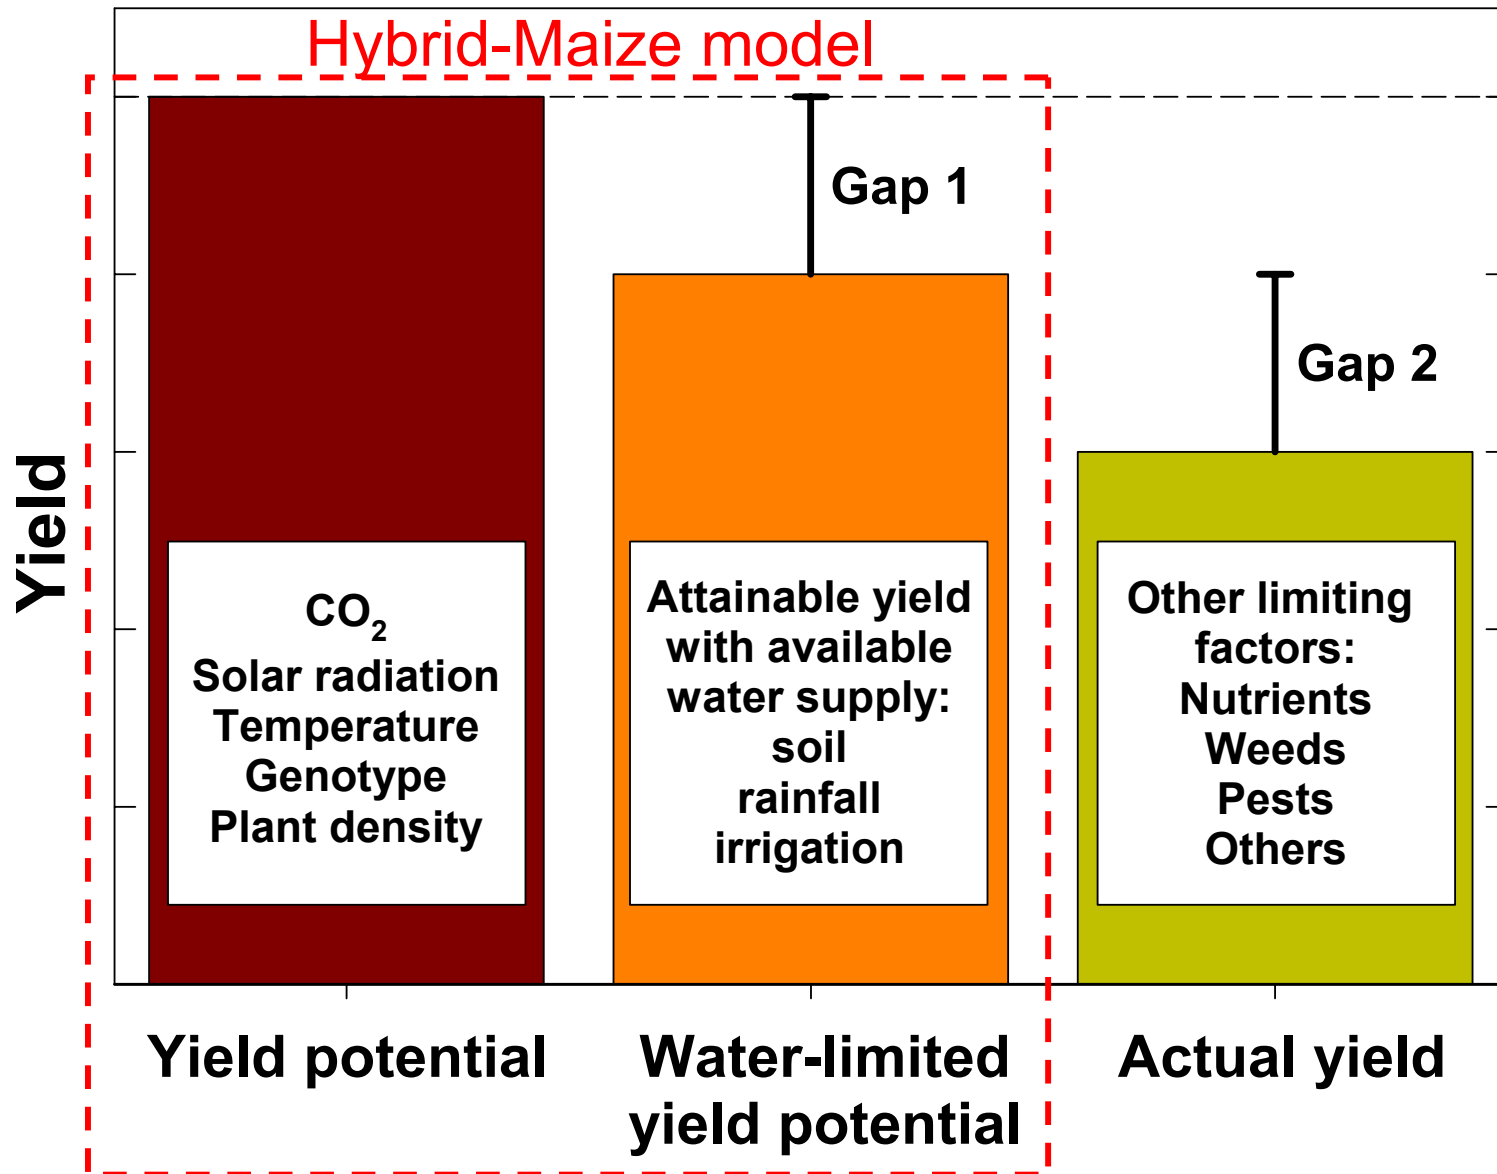 Hybrid-Maize model
Gap 1
Gap 2
Yield
CO₂
Solar radiation
Temperature
Genotype
Plant density
Attainable yield
with available
water supply:
soil
rainfall
irrigation
Other limiting
factors:
Nutrients
Weeds
Pests
Others
Yield potential
Water-limited
yield potential
Actual yield